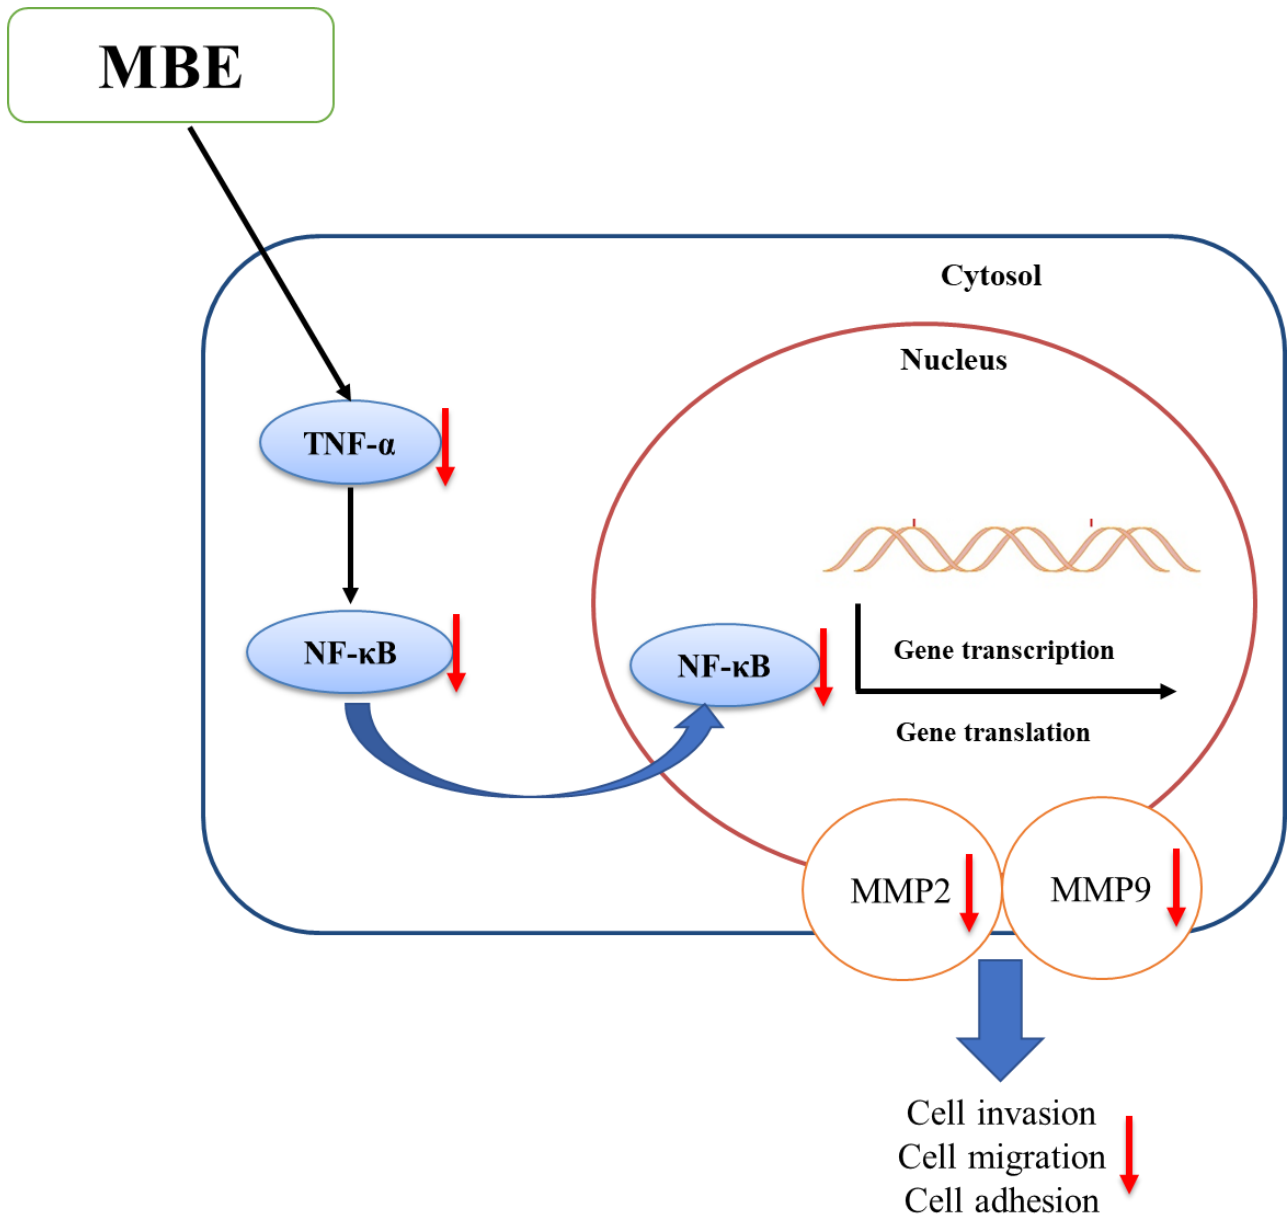 MBE
Cytosol
Nucleus
TNF-α
NF-κB
NF-κB
Gene transcription
Gene translation
MMP2
MMP9
Cell invasion
Cell migration
Cell adhesion